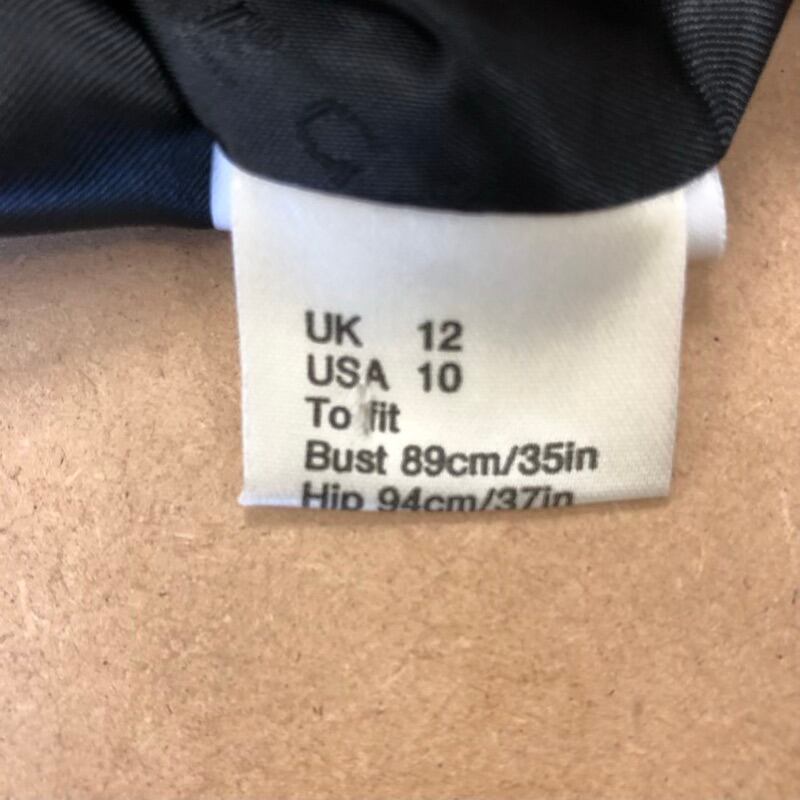 UK 12
USA 10
To fit
Bust 89cm/35in
Hip 94cm/37in